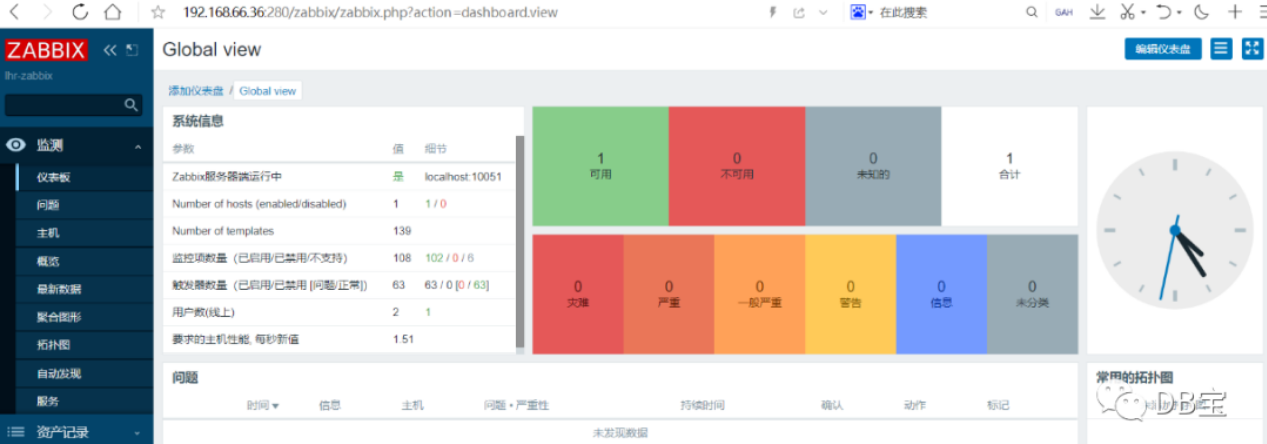 192.168.66.36:280/zabbix/zabbix.php?action=dashboard.view
在此搜索
GAH
ZABBIX
lhr-zabbix
监测
仪表板
问题
主机
概览
最新数据
聚合图形
拓扑图
自动发现
服务
资产记录
Global view
编辑仪表盘
添加仪表盘 / Global view
系统信息
参数 值 细节
Zabbix服务器端运行中 是 localhost:10051
Number of hosts (enabled/disabled) 1 1 / 0
Number of templates 139
监控项数量（已启用/已禁用/不支持） 108 102 / 0 / 6
触发器数量（已启用/已禁用 [问题/正常]） 63 63 / 0 [0 / 63]
用户数(线上) 2 1
要求的主机性能, 每秒新值 1.51
1 0 0 1
可用 不可用 未知的 合计
0 0 0 0 0 0
灾难 严重 一般严重 警告 信息 未分类
问题
时间 信息 主机 问题 • 严重性 持续时间 确认 动作 标记
未发现数据
常用的拓扑图
DB宝